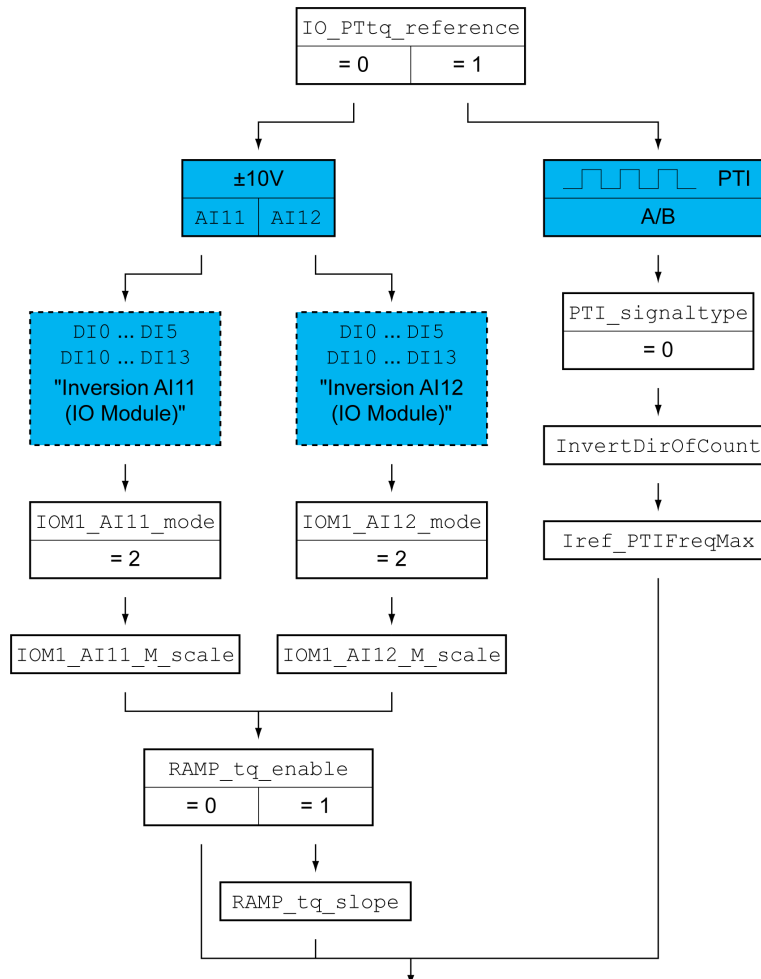 IO_PTtq_reference
= 0
= 1
±10V
AI11
AI12
PTI
A/B
DI0 ... DI5
DI10 ... DI13
"Inversion AI11
(IO Module)"
DI0 ... DI5
DI10 ... DI13
"Inversion AI12
(IO Module)"
PTI_signaltype
= 0
InvertDirOfCount
IOM1_AI11_mode
= 2
IOM1_AI12_mode
= 2
Iref_PTIFreqMax
IOM1_AI11_M_scale
IOM1_AI12_M_scale
RAMP_tq_enable
= 0
= 1
RAMP_tq_slope